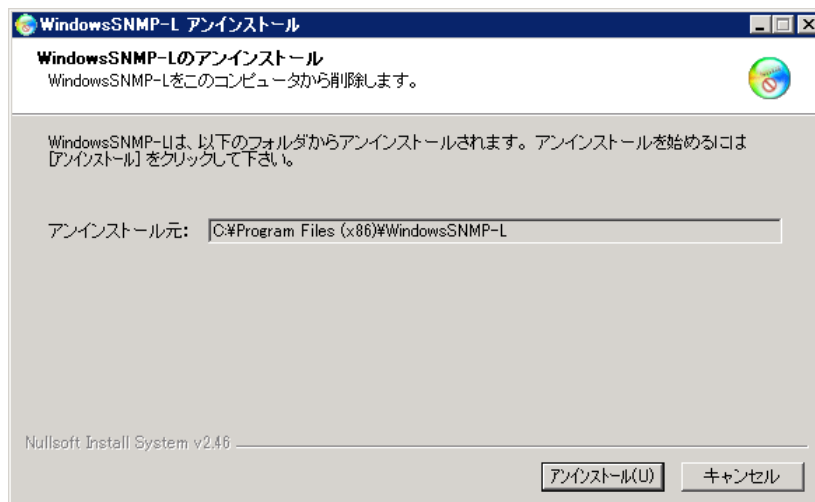 WindowsSNMP-L アンインストール
WindowsSNMP-Lのアンインストール
WindowsSNMP-Lをこのコンピュータから削除します。
WindowsSNMP-Lは、以下のフォルダからアンインストールされます。アンインストールを始めるには
[アンインストール] をクリックして下さい。
アンインストール元: C:¥Program Files (x86)¥WindowsSNMP-L
Nullsoft Install System v2.46
アンインストール(U) キャンセル